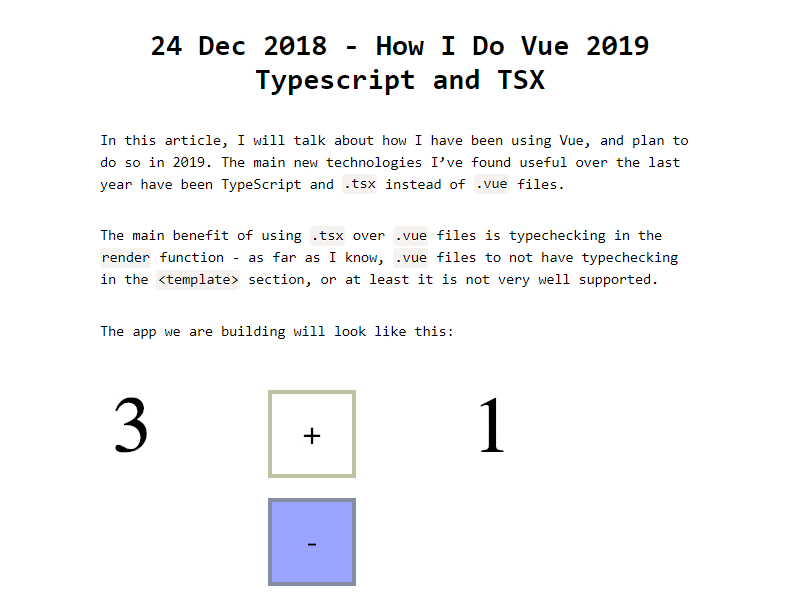 24 Dec 2018 - How I Do Vue 2019
Typescript and TSX
In this article, I will talk about how I have been using Vue, and plan to
do so in 2019. The main new technologies I’ve found useful over the last
year have been TypeScript and .tsx instead of .vue files.
The main benefit of using .tsx over .vue files is typechecking in the
render function - as far as I know, .vue files to not have typechecking
in the <template> section, or at least it is not very well supported.
The app we are building will look like this:
3 + 1
-